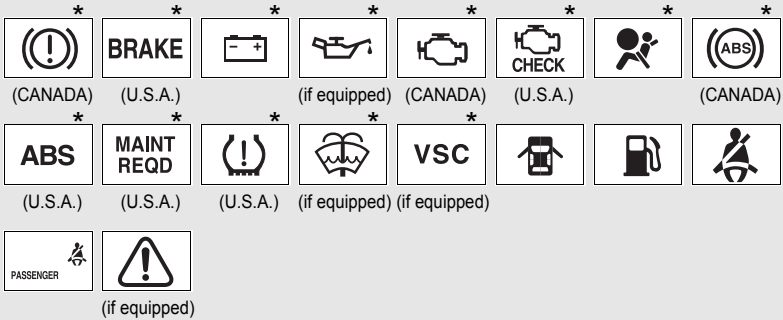 * * * * * * * *
BRAKE - + CHECK ABS
(CANADA) (U.S.A.) (if equipped) (CANADA) (U.S.A.) (CANADA)
* * * * *
ABS MAINT REQD ! VSC
(U.S.A.) (U.S.A.) (U.S.A.) (if equipped) (if equipped)
PASSENGER !
(if equipped)